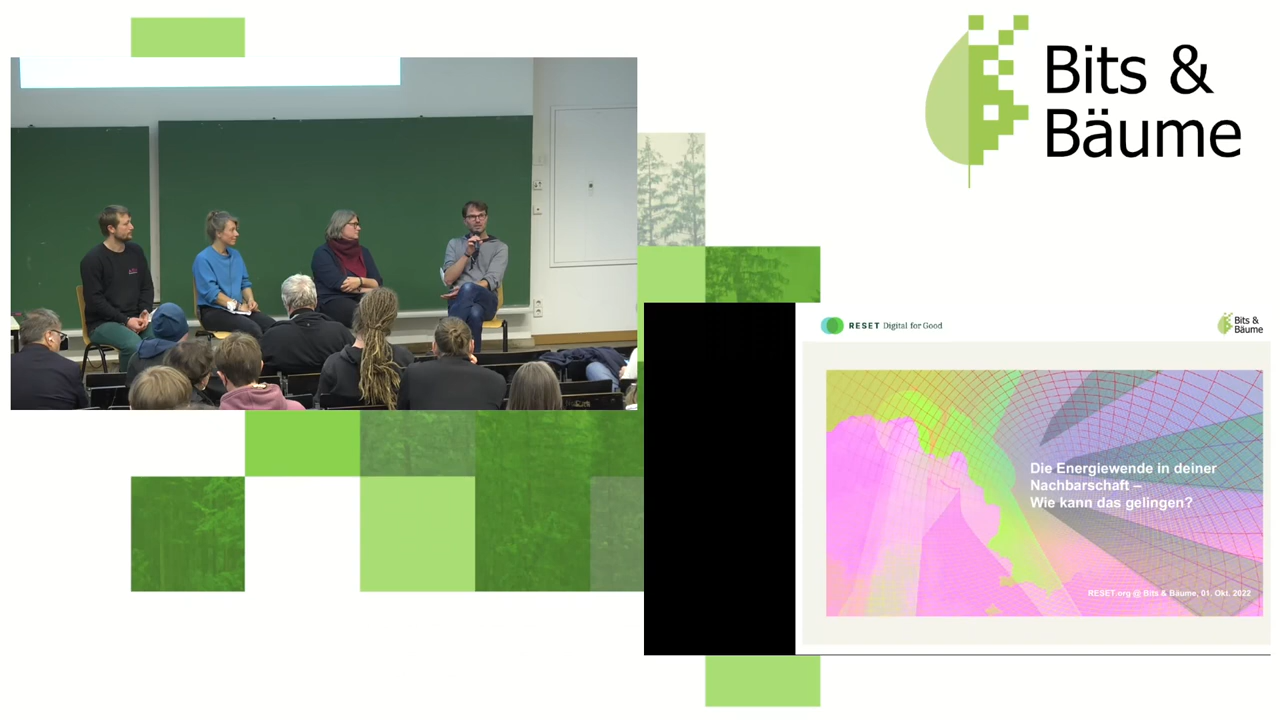 Bits &
Bäume
RESET Digital for Good
Bits &
Bäume
Die Energiewende in deiner
Nachbarschaft –
Wie kann das gelingen?
RESET.org @ Bits & Bäume, 01. Okt. 2022